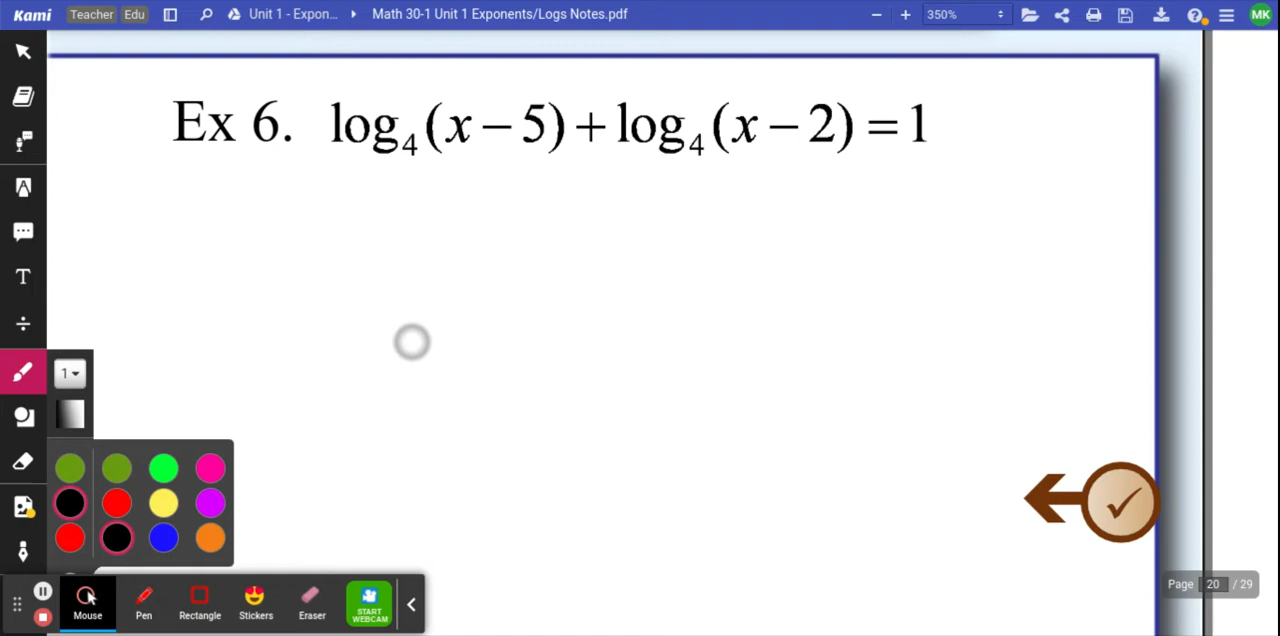 Kami Teacher Edu Unit 1 - Expon... Math 30-1 Unit 1 Exponents/Logs Notes.pdf 350% MK
Ex 6. log₄(x − 5) + log₄(x − 2) = 1
T
1
Page 20 / 29
Mouse Pen Rectangle Stickers Eraser START WEBCAM